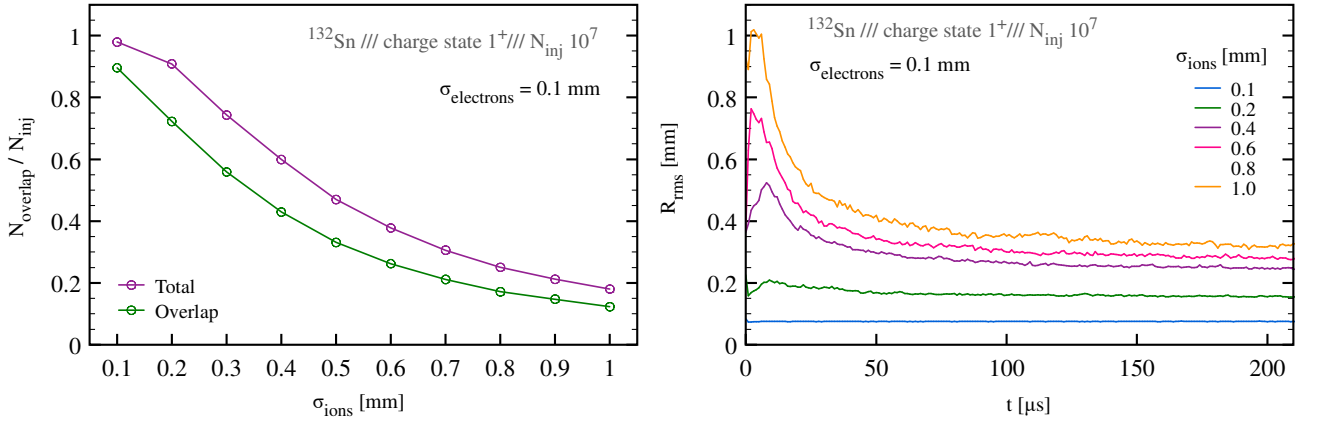 ¹³²Sn /// charge state 1⁺/// N_inj 10⁷
σ_electrons = 0.1 mm
N_overlap / N_inj
1
0.8
0.6
0.4
0.2
0
Total
Overlap
0.1 0.2 0.3 0.4 0.5 0.6 0.7 0.8 0.9 1
σ_ions [mm]
¹³²Sn /// charge state 1⁺/// N_inj 10⁷
σ_electrons = 0.1 mm
σ_ions [mm]
0.1
0.2
0.4
0.6
0.8
1.0
R_rms [mm]
1
0.8
0.6
0.4
0.2
0
0 50 100 150 200
t [μs]